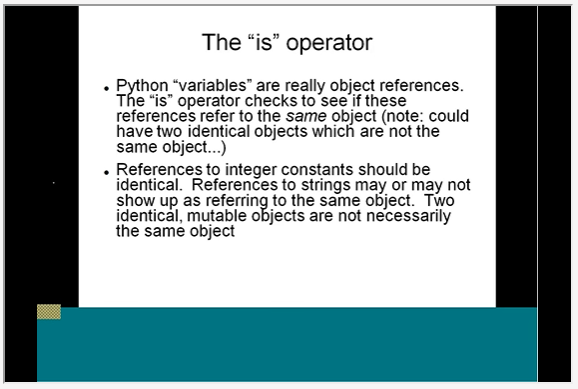 The “is” operator
• Python “variables” are really object references.
The “is” operator checks to see if these
references refer to the same object (note: could
have two identical objects which are not the
same object...)
• References to integer constants should be
identical. References to strings may or may not
show up as referring to the same object. Two
identical, mutable objects are not necessarily
the same object